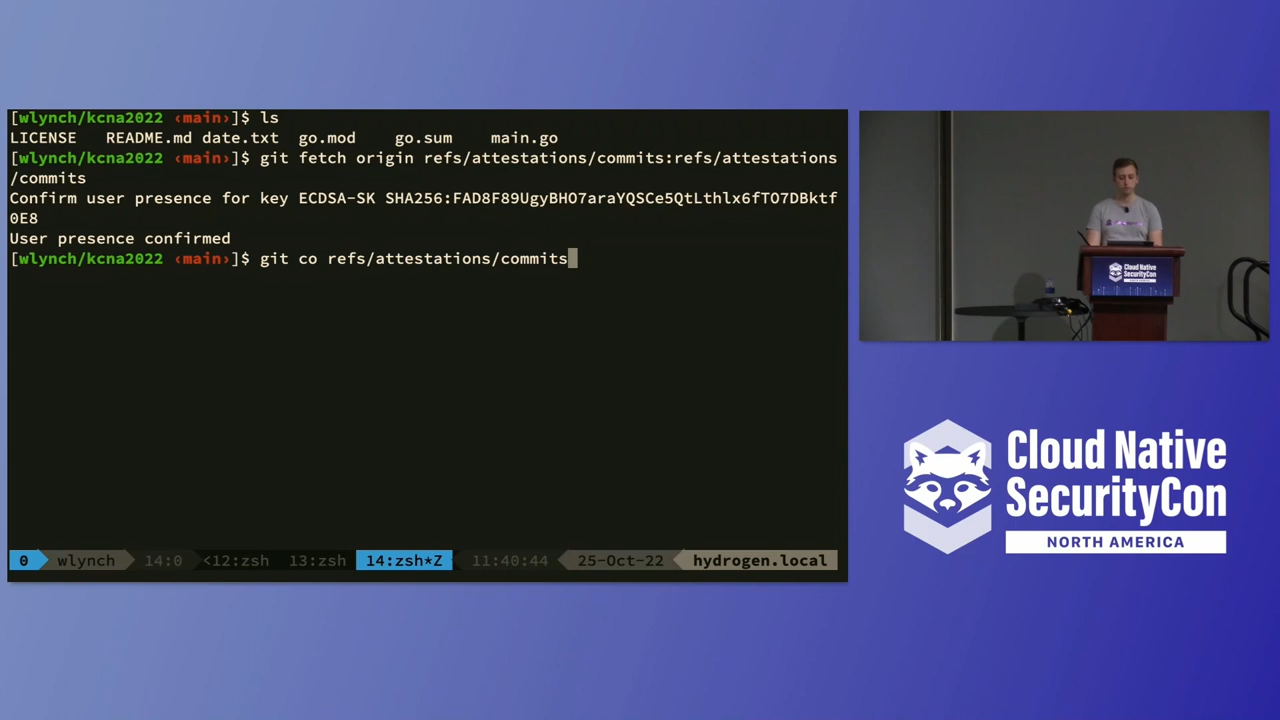 [wlynch/kcna2022 ‹main›]$ ls
LICENSE README.md date.txt go.mod go.sum main.go
[wlynch/kcna2022 ‹main›]$ git fetch origin refs/attestations/commits:refs/attestations
/commits
Confirm user presence for key ECDSA-SK SHA256:FAD8F89UgyBHO7araYQSCe5QtLthlx6fTO7DBktf
0E8
User presence confirmed
[wlynch/kcna2022 ‹main›]$ git co refs/attestations/commits
0 wlynch 14:0 <12:zsh 13:zsh 14:zsh*Z 11:40:44 25-Oct-22 hydrogen.local
Cloud Native
SecurityCon
Cloud Native
SecurityCon
NORTH AMERICA